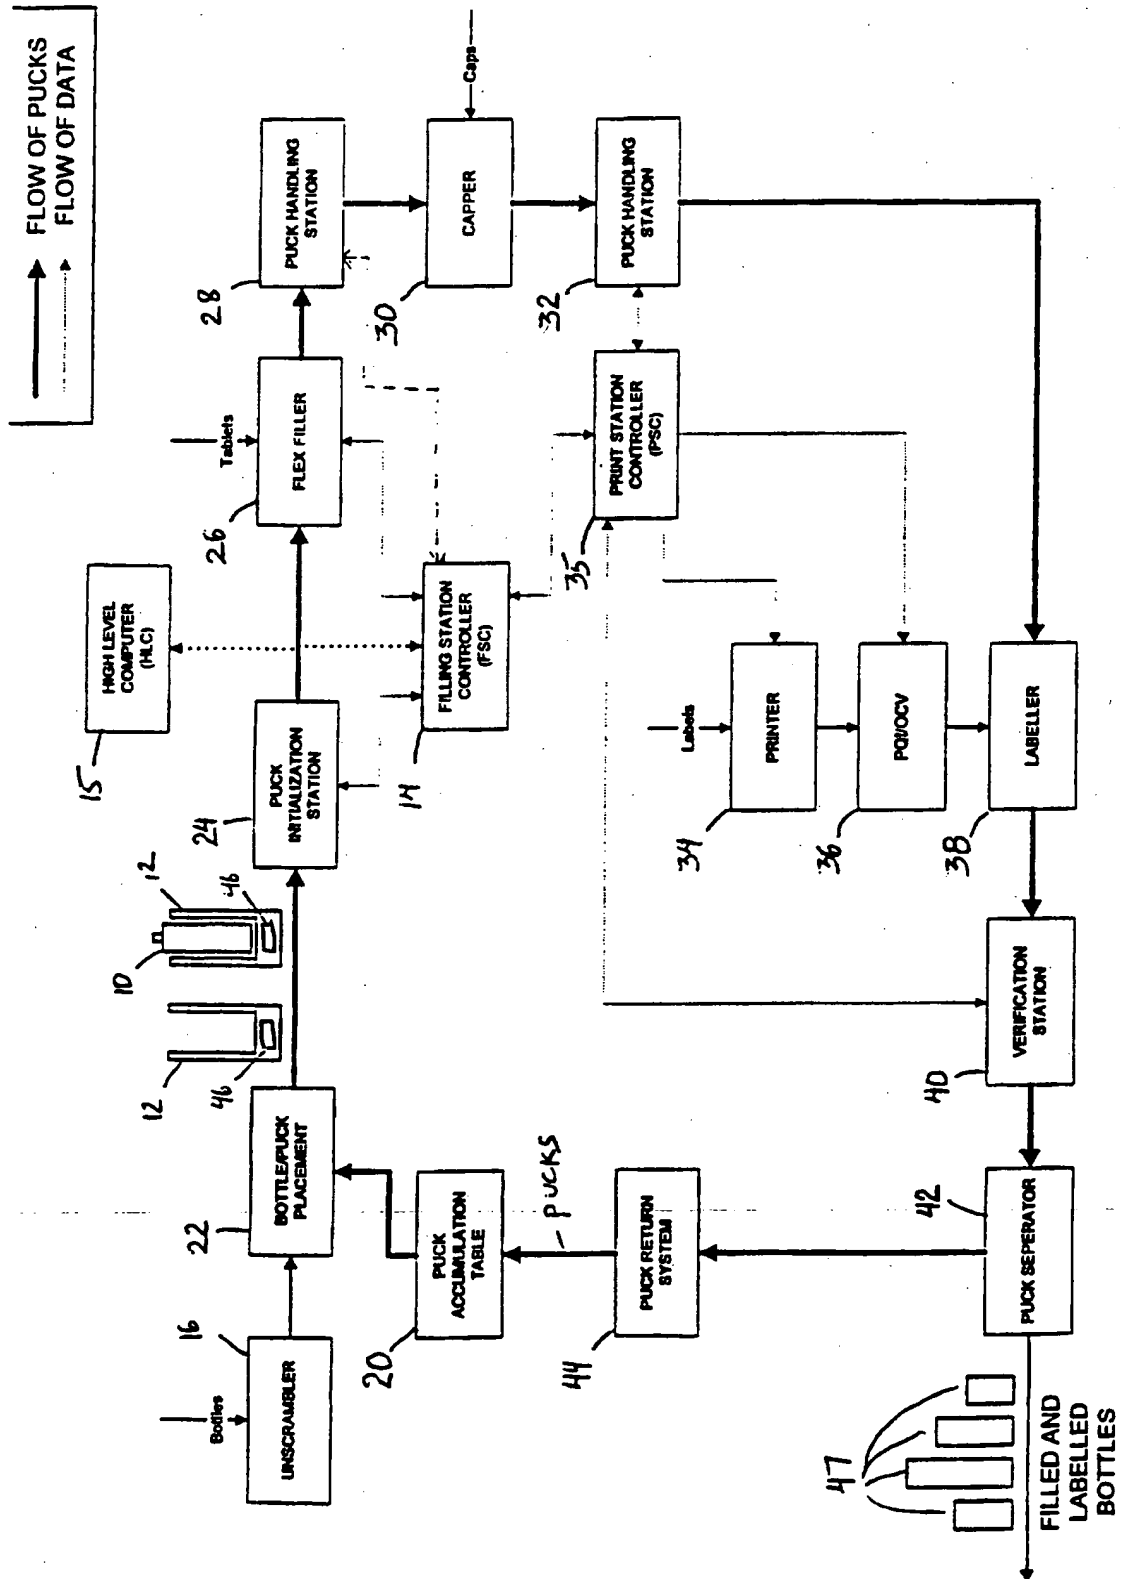 FLOW OF PUCKS
FLOW OF DATA
15
HIGH LEVEL
COMPUTER
(HLC)
Bottles
16
UNSCRAMBLER
22
BOTTLE/PUCK
PLACEMENT
12
46
10
12
46
24
PUCK
INITIALIZATION
STATION
Tablets
26
FLEX FILLER
28
PUCK HANDLING
STATION
20
PUCK
ACCUMULATION
TABLE
14
FILLING STATION
CONTROLLER
(FSC)
30
CAPPER
Caps
PUCKS
44
PUCK RETURN
SYSTEM
35
PRINT STATION
CONTROLLER
(PSC)
32
PUCK HANDLING
STATION
Labels
34
PRINTER
36
PQI/OCV
38
LABELLER
40
VERIFICATION
STATION
42
PUCK SEPERATOR
47
FILLED AND
LABELLED
BOTTLES